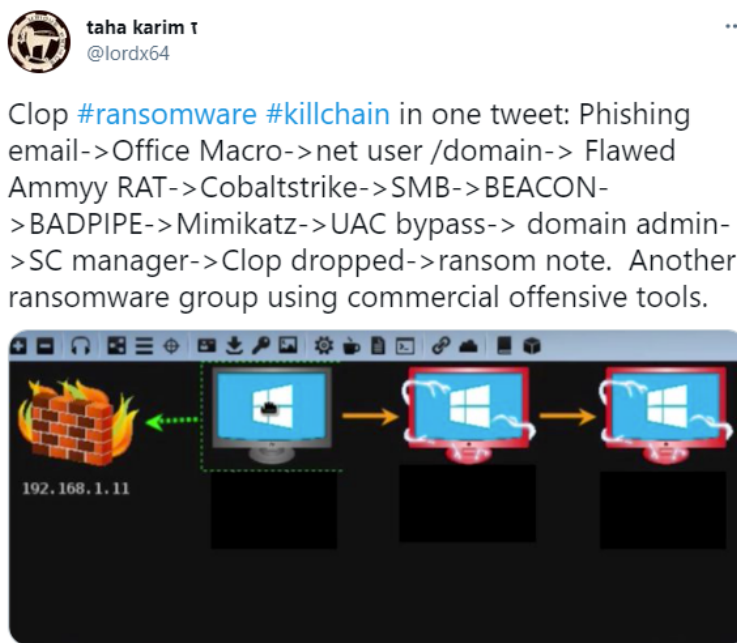 taha karim τ
@lordx64
Clop #ransomware #killchain in one tweet: Phishing
email->Office Macro->net user /domain-> Flawed
Ammyy RAT->Cobaltstrike->SMB->BEACON-
>BADPIPE->Mimikatz->UAC bypass-> domain admin-
>SC manager->Clop dropped->ransom note.  Another
ransomware group using commercial offensive tools.
192.168.1.11